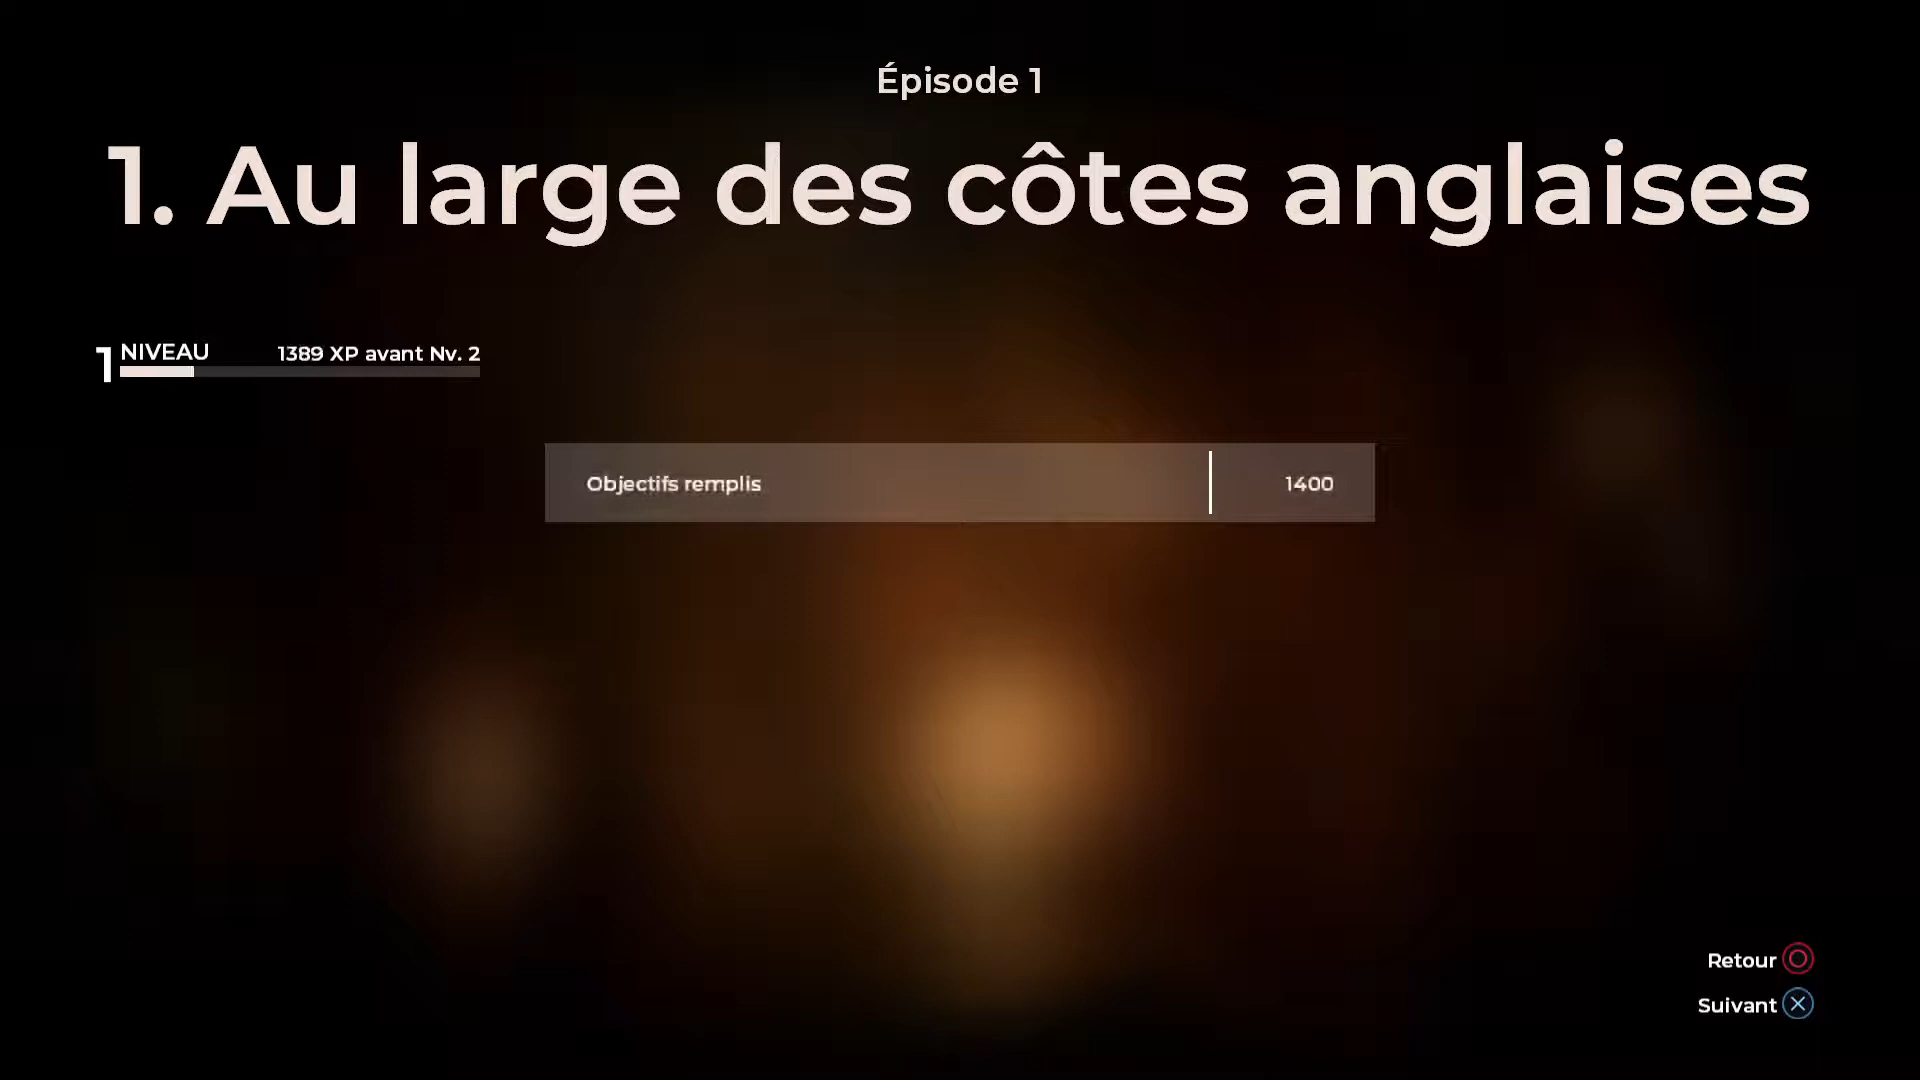 Épisode 1
1. Au large des côtes anglaises
1 NIVEAU 1389 XP avant Nv. 2
Objectifs remplis 1400
Retour
Suivant